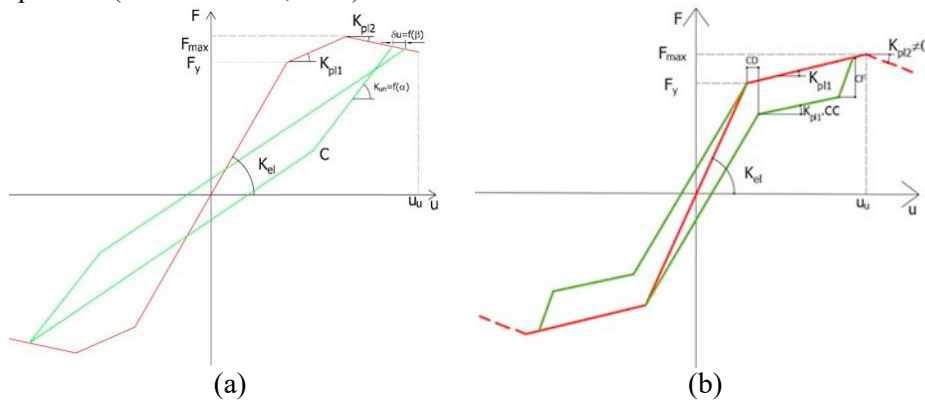 F
Kpl2
Fmax
δu=f(β)
Fy
Kpl1
Kun=f(α)
C
Kel
uu
u
(a)
F
Kpl2≠0
Fmax
CD
Kpl1
CF
Fy
Kpl1·CC
Kel
uu
u
(b)